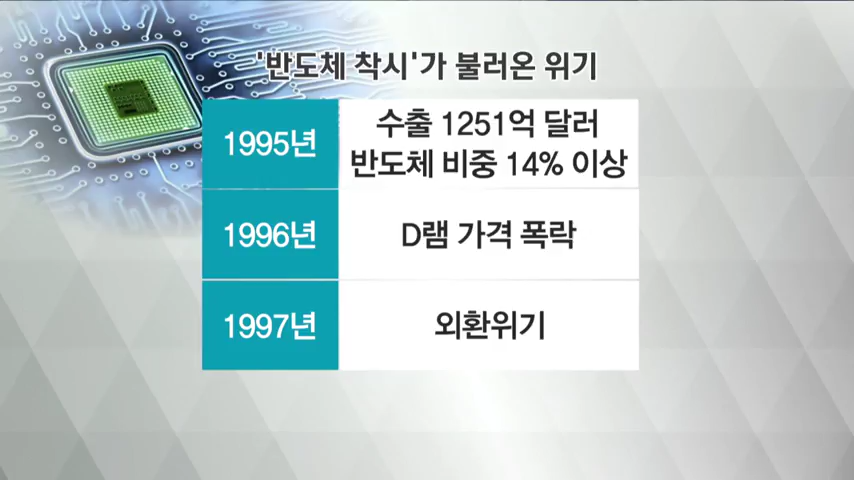 '반도체 착시'가 불러온 위기
1995년
수출 1251억 달러
반도체 비중 14% 이상
1996년
D램 가격 폭락
1997년
외환위기